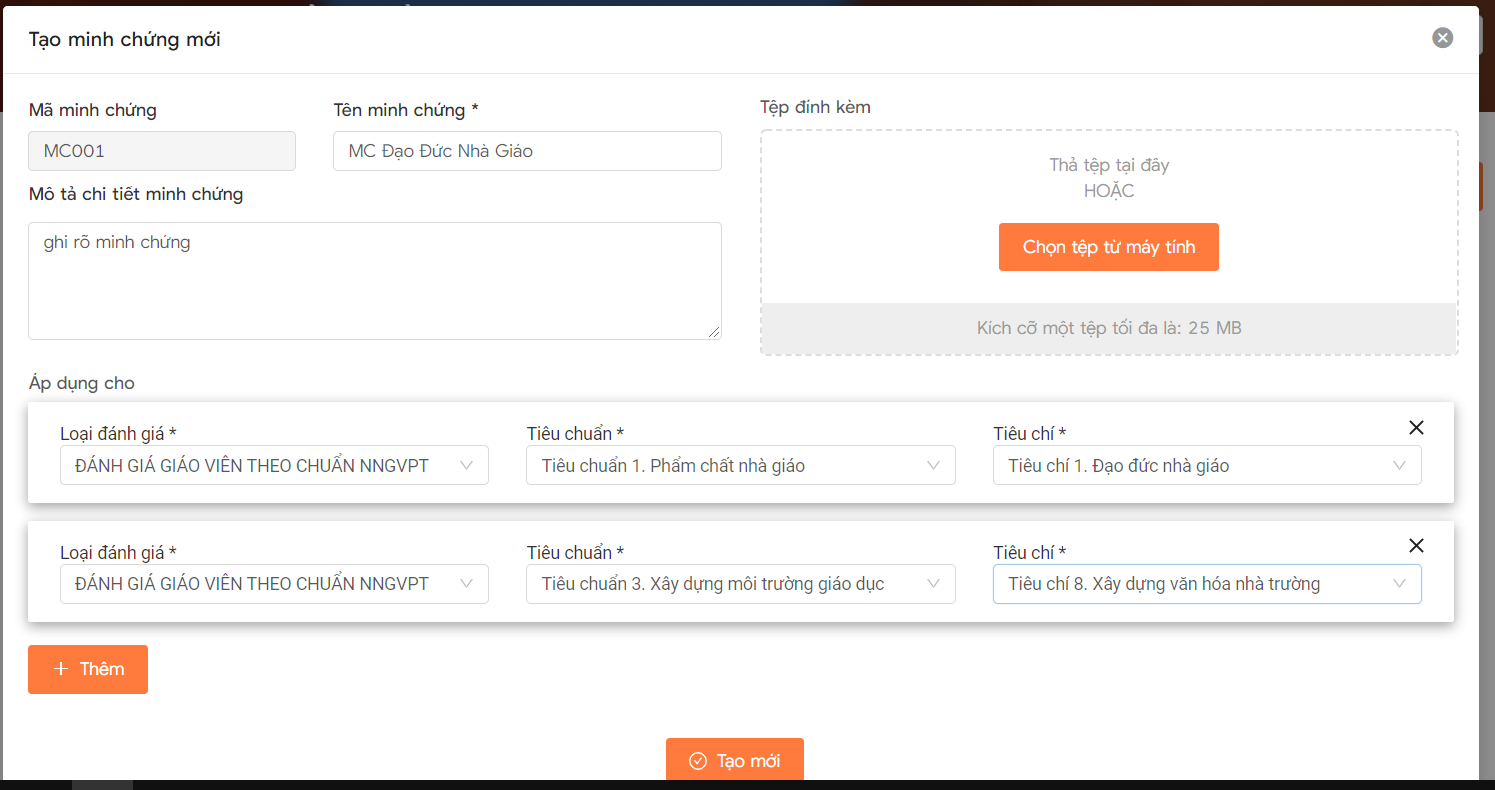 Tạo minh chứng mới
Mã minh chứng
MC001
Tên minh chứng *
MC Đạo Đức Nhà Giáo
Mô tả chi tiết minh chứng
ghi rõ minh chứng
Tệp đính kèm
Thả tệp tại đây
HOẶC
Chọn tệp từ máy tính
Kích cỡ một tệp tối đa là: 25 MB
Áp dụng cho
Loại đánh giá *
ĐÁNH GIÁ GIÁO VIÊN THEO CHUẨN NNGVPT
Tiêu chuẩn *
Tiêu chuẩn 1. Phẩm chất nhà giáo
Tiêu chí *
Tiêu chí 1. Đạo đức nhà giáo
Loại đánh giá *
ĐÁNH GIÁ GIÁO VIÊN THEO CHUẨN NNGVPT
Tiêu chuẩn *
Tiêu chuẩn 3. Xây dựng môi trường giáo dục
Tiêu chí *
Tiêu chí 8. Xây dựng văn hóa nhà trường
+ Thêm
Tạo mới